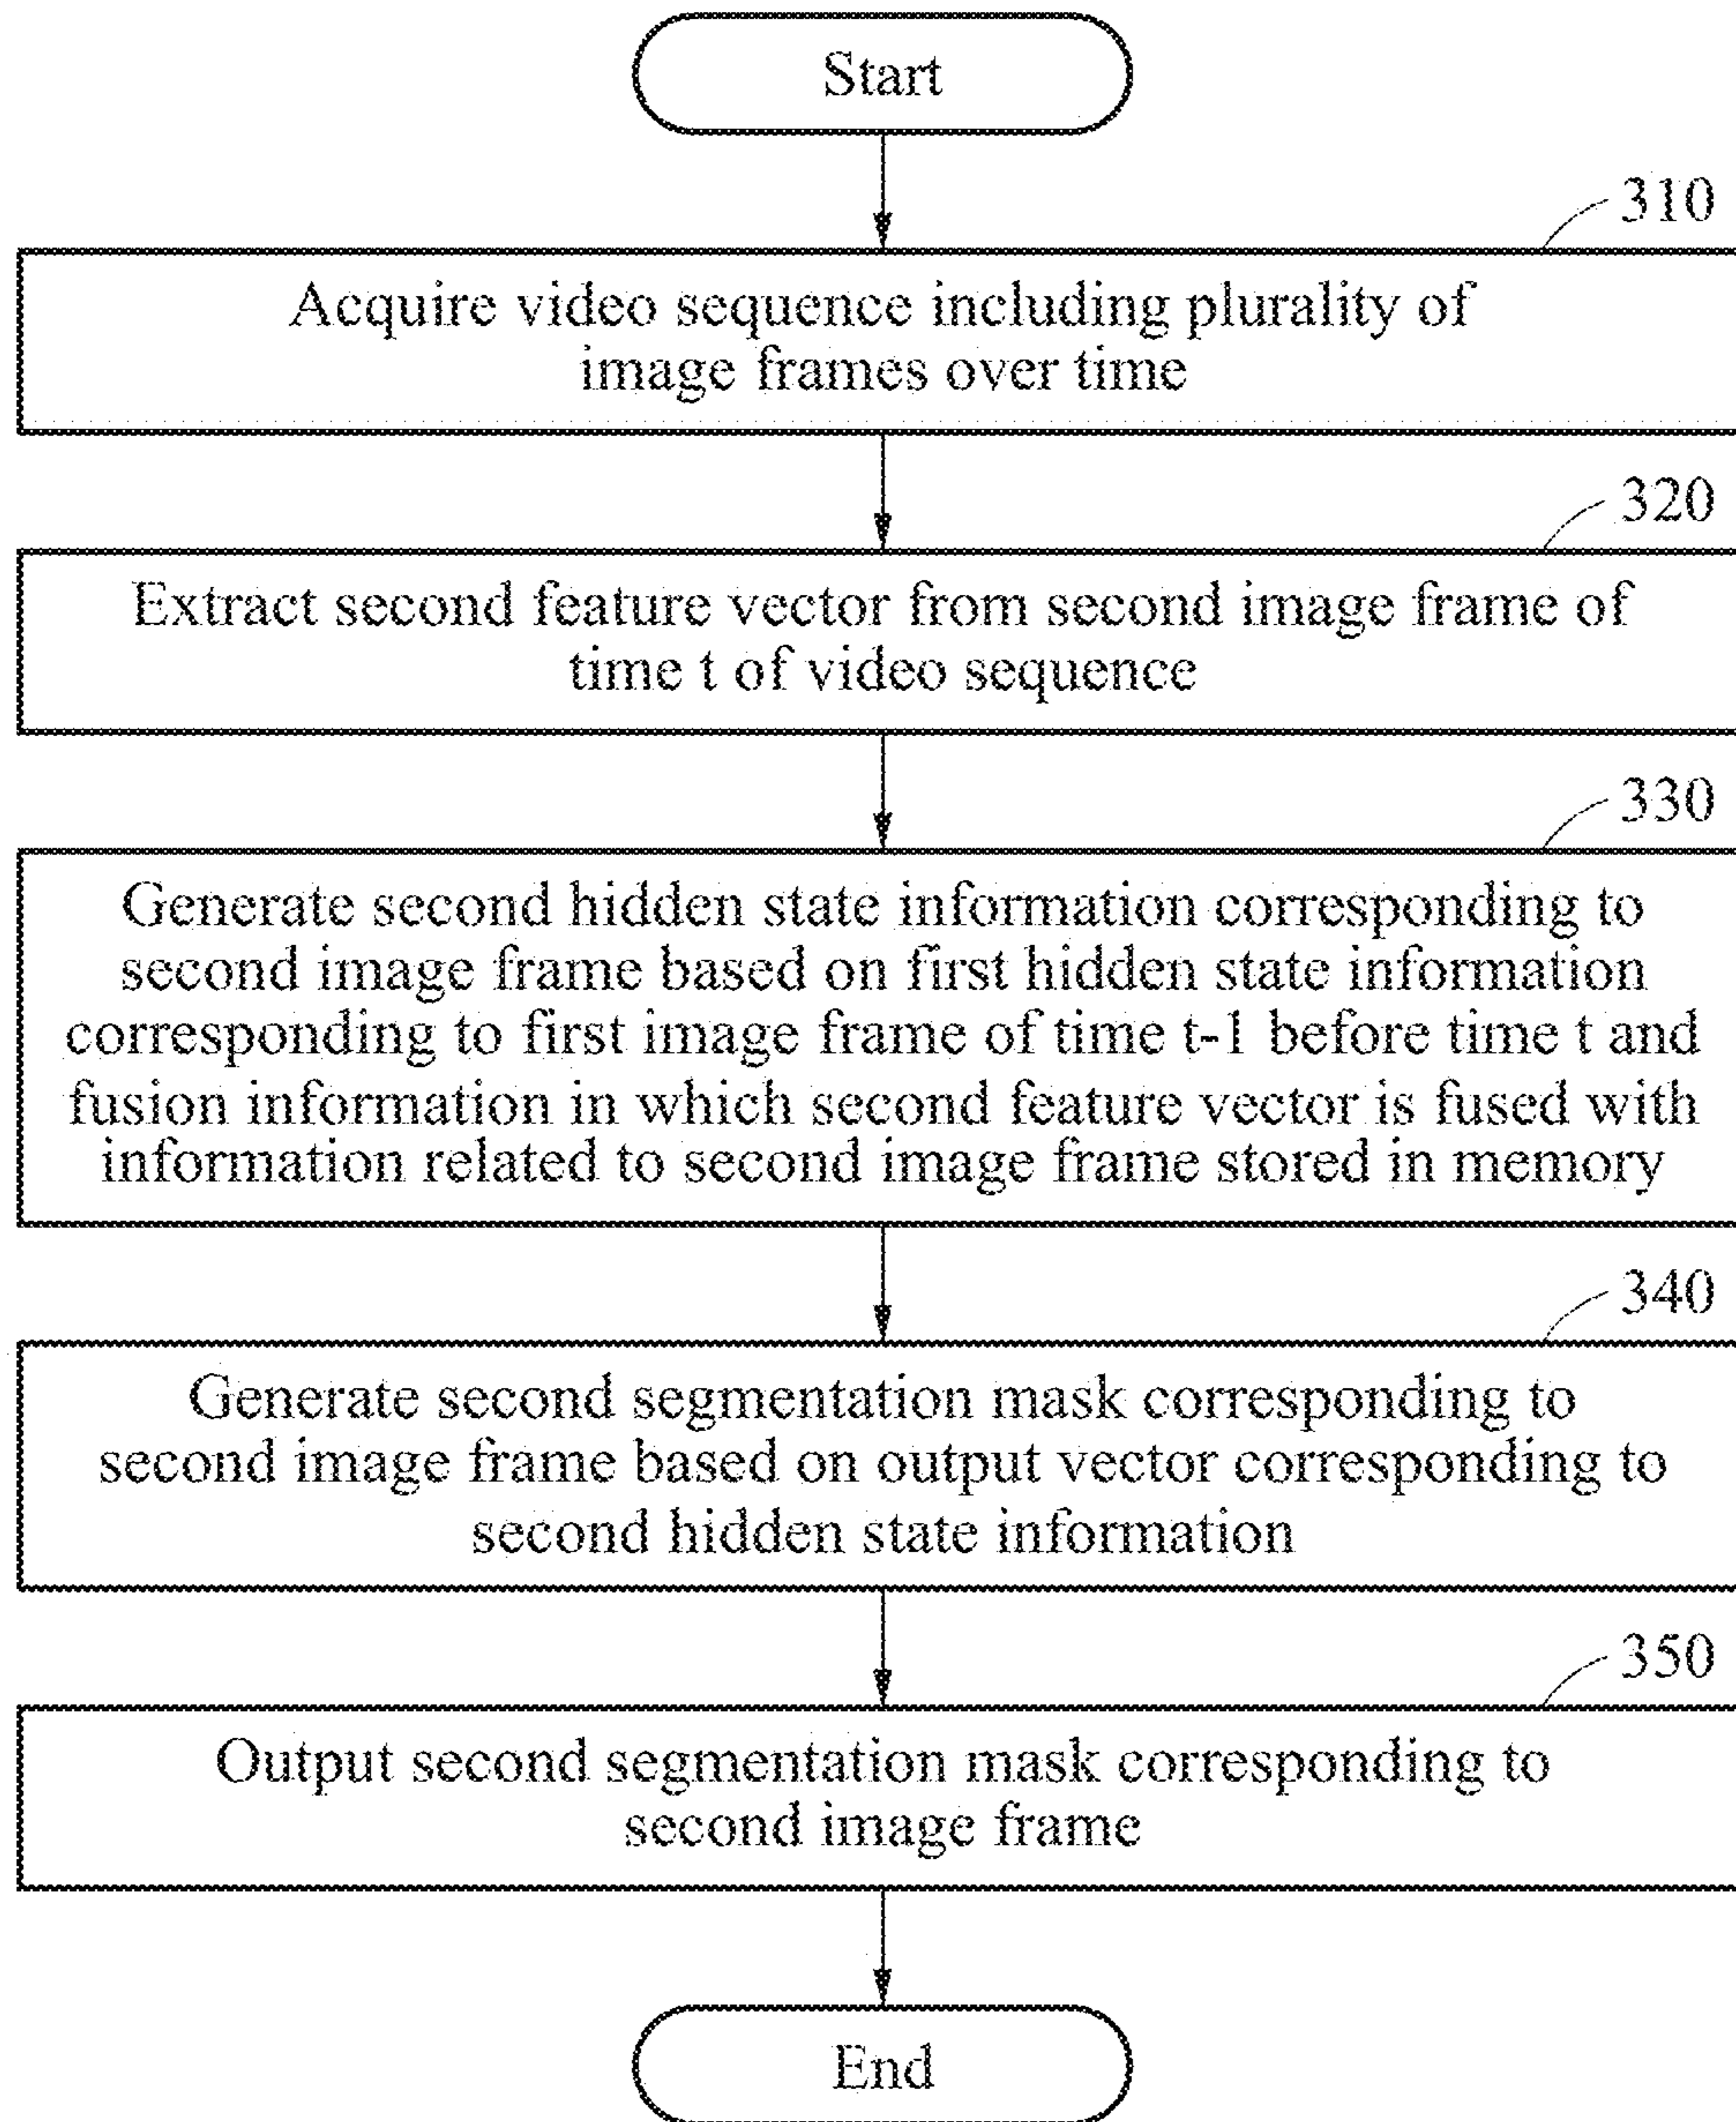 Start
310
Acquire video sequence including plurality of
image frames over time
320
Extract second feature vector from second image frame of
time t of video sequence
330
Generate second hidden state information corresponding to
second image frame based on first hidden state information
corresponding to first image frame of time t-1 before time t and
fusion information in which second feature vector is fused with
information related to second image frame stored in memory
340
Generate second segmentation mask corresponding to
second image frame based on output vector corresponding to
second hidden state information
350
Output second segmentation mask corresponding to
second image frame
End